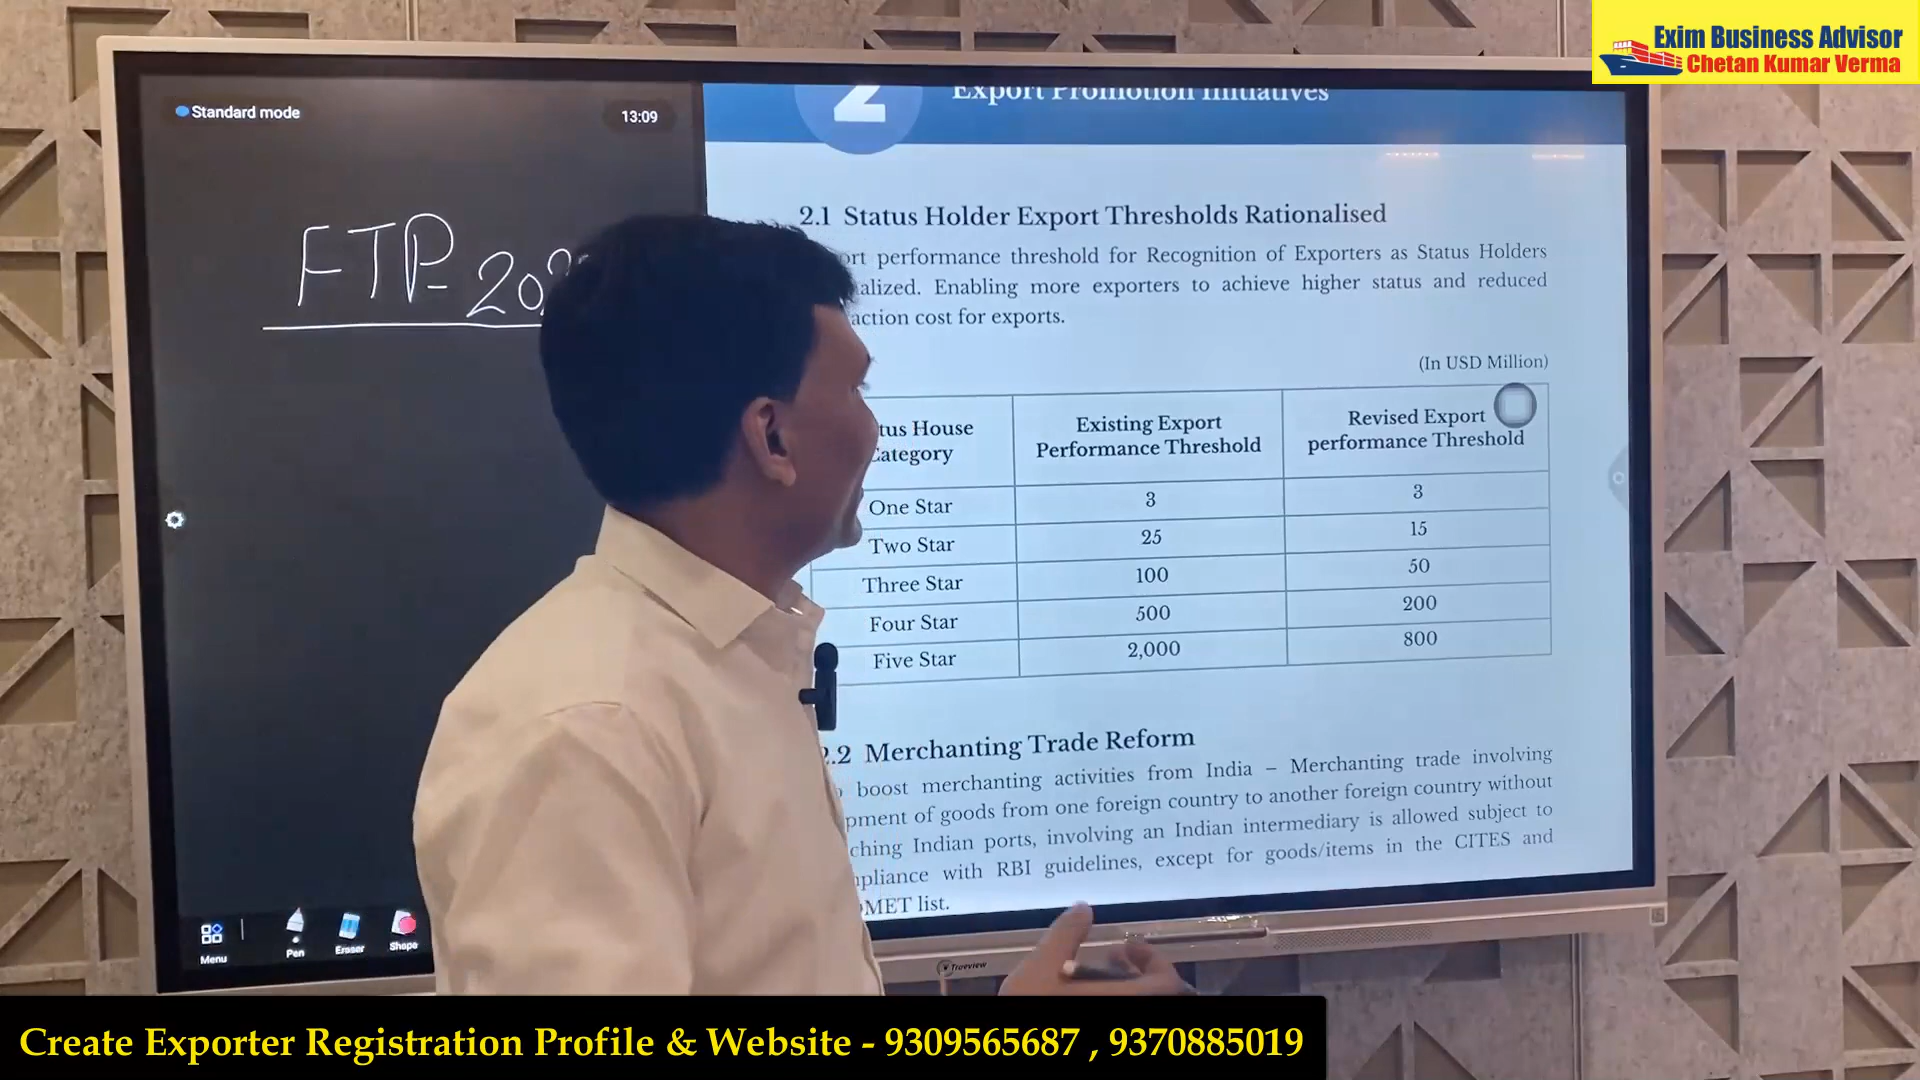 Exim Business Advisor
Chetan Kumar Verma
Standard mode
13:09
FTP-
2 Export Promotion Initiatives
2.1 Status Holder Export Thresholds Rationalised
performance threshold for Recognition of Exporters as Status Holders
Enabling more exporters to achieve higher status and reduced
cost for exports.
(In USD Million)
House Category
Existing Export Performance Threshold
Revised Export performance Threshold
One Star 3 3
Two Star 25 15
Three Star 100 50
Four Star 500 200
Five Star 2,000 800
2.2 Merchanting Trade Reform
boost merchanting activities from India – Merchanting trade involving
of goods from one foreign country to another foreign country without
Indian ports, involving an Indian intermediary is allowed subject to
with RBI guidelines, except for goods/items in the CITES and
list.
Menu
Pen
Eraser
Shape
Trueview
Create Exporter Registration Profile & Website - 9309565687 , 9370885019